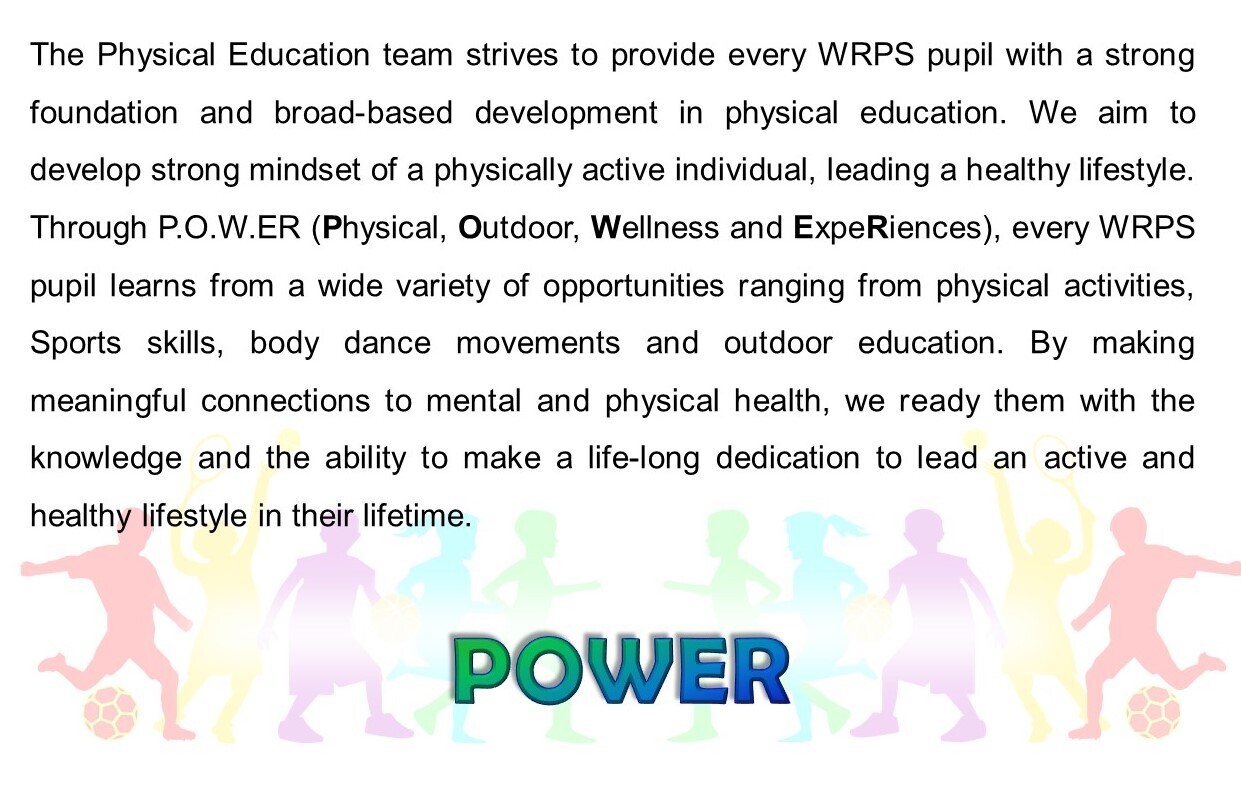 The Physical Education team strives to provide every WRPS pupil with a strong
foundation and broad-based development in physical education. We aim to
develop strong mindset of a physically active individual, leading a healthy lifestyle.
Through P.O.W.ER (Physical, Outdoor, Wellness and ExpeRiences), every WRPS
pupil learns from a wide variety of opportunities ranging from physical activities,
Sports skills, body dance movements and outdoor education. By making
meaningful connections to mental and physical health, we ready them with the
knowledge and the ability to make a life-long dedication to lead an active and
healthy lifestyle in their lifetime.
POWER